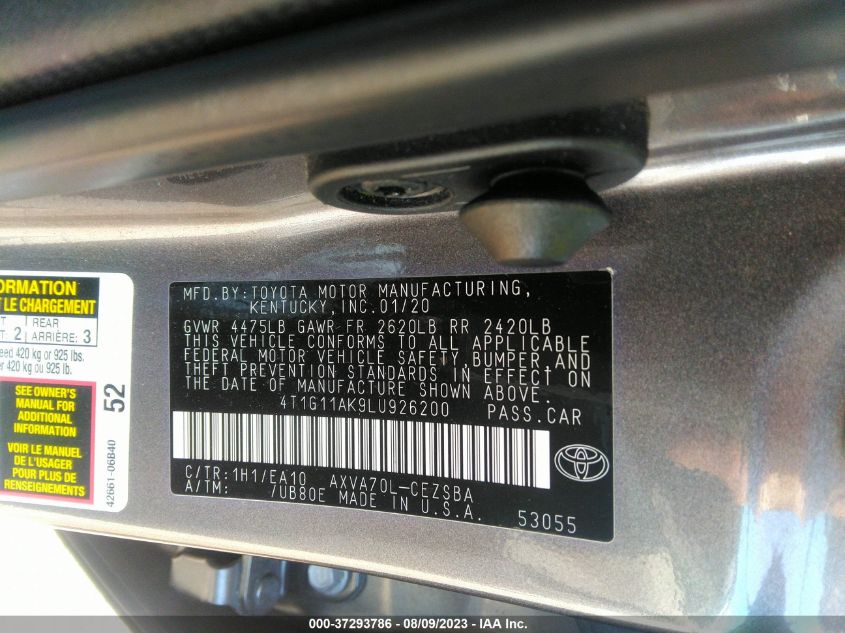 ORMATION
T LE CHARGEMENT
T REAR
T 2 ARRIÈRE: 3
eed 420 kg or 925 lbs.
er 420 kg ou 925 lb.
SEE OWNER'S
MANUAL FOR
ADDITIONAL
INFORMATION
VOIR LE MANUEL
DE L'USAGER
POUR PLUS DE
RENSEIGNEMENTS
52
42661-06B40
MFD.BY:TOYOTA MOTOR MANUFACTURING,
KENTUCKY,INC.01/20
GVWR 4475LB GAWR FR 2620LB RR 2420LB
THIS VEHICLE CONFORMS TO ALL APPLICABLE
FEDERAL MOTOR VEHICLE SAFETY,BUMPER,AND
THEFT PREVENTION STANDARDS IN EFFECT ON
THE DATE OF MANUFACTURE SHOWN ABOVE.
4T1G11AK9LU926200 PASS.CAR
C/TR:1H1/EA10 AXVA70L-CEZSBA
A/TM: /UB80E MADE IN U.S.A. 53055
000-37293786 / 08/09/2023 - IAA Inc.